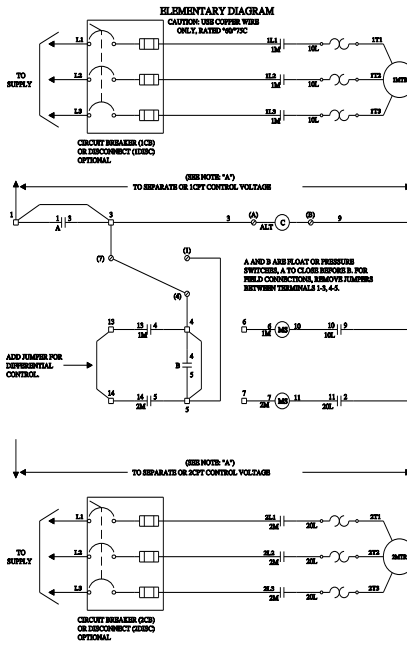 ELEMENTARY DIAGRAM
CAUTION: USE COPPER WIRE
ONLY, RATED "60/"75C
L1
1L1
1M
10L
1T1
TO
SUPPLY
L2
1L2
1M
10L
1T2
1MTR
L3
1L3
1M
10L
1T3
CIRCUIT BREAKER (1CB)
OR DISCONNECT (1DISC)
OPTIONAL
(SEE NOTE "A")
TO SEPARATE OR 1CPT CONTROL VOLTAGE
1
1 3
A
3
3
(A)
ALT
C
(B)
9
(7)
(1)
A AND B ARE FLOAT OR PRESSURE
SWITCHES, A TO CLOSE BEFORE B. FOR
FIELD CONNECTIONS, REMOVE JUMPERS
BETWEEN TERMINALS 1-3, 4-5.
(4)
13
13 4
1M
4
6
6
1M
MS
10
10 9
10L
ADD JUMPER FOR
DIFFERENTIAL
CONTROL.
B
4
5
14
14 5
2M
5
7
7
2M
MS
11
11 2
20L
(SEE NOTE: "A")
TO SEPARATE OR 2CPT CONTROL VOLTAGE
L1
2L1
2M
20L
2T1
TO
SUPPLY
L2
2L2
2M
20L
2T2
2MTR
L3
2L3
2M
20L
2T3
CIRCUIT BREAKER (2CB)
OR DISCONNECT (2DISC)
OPTIONAL